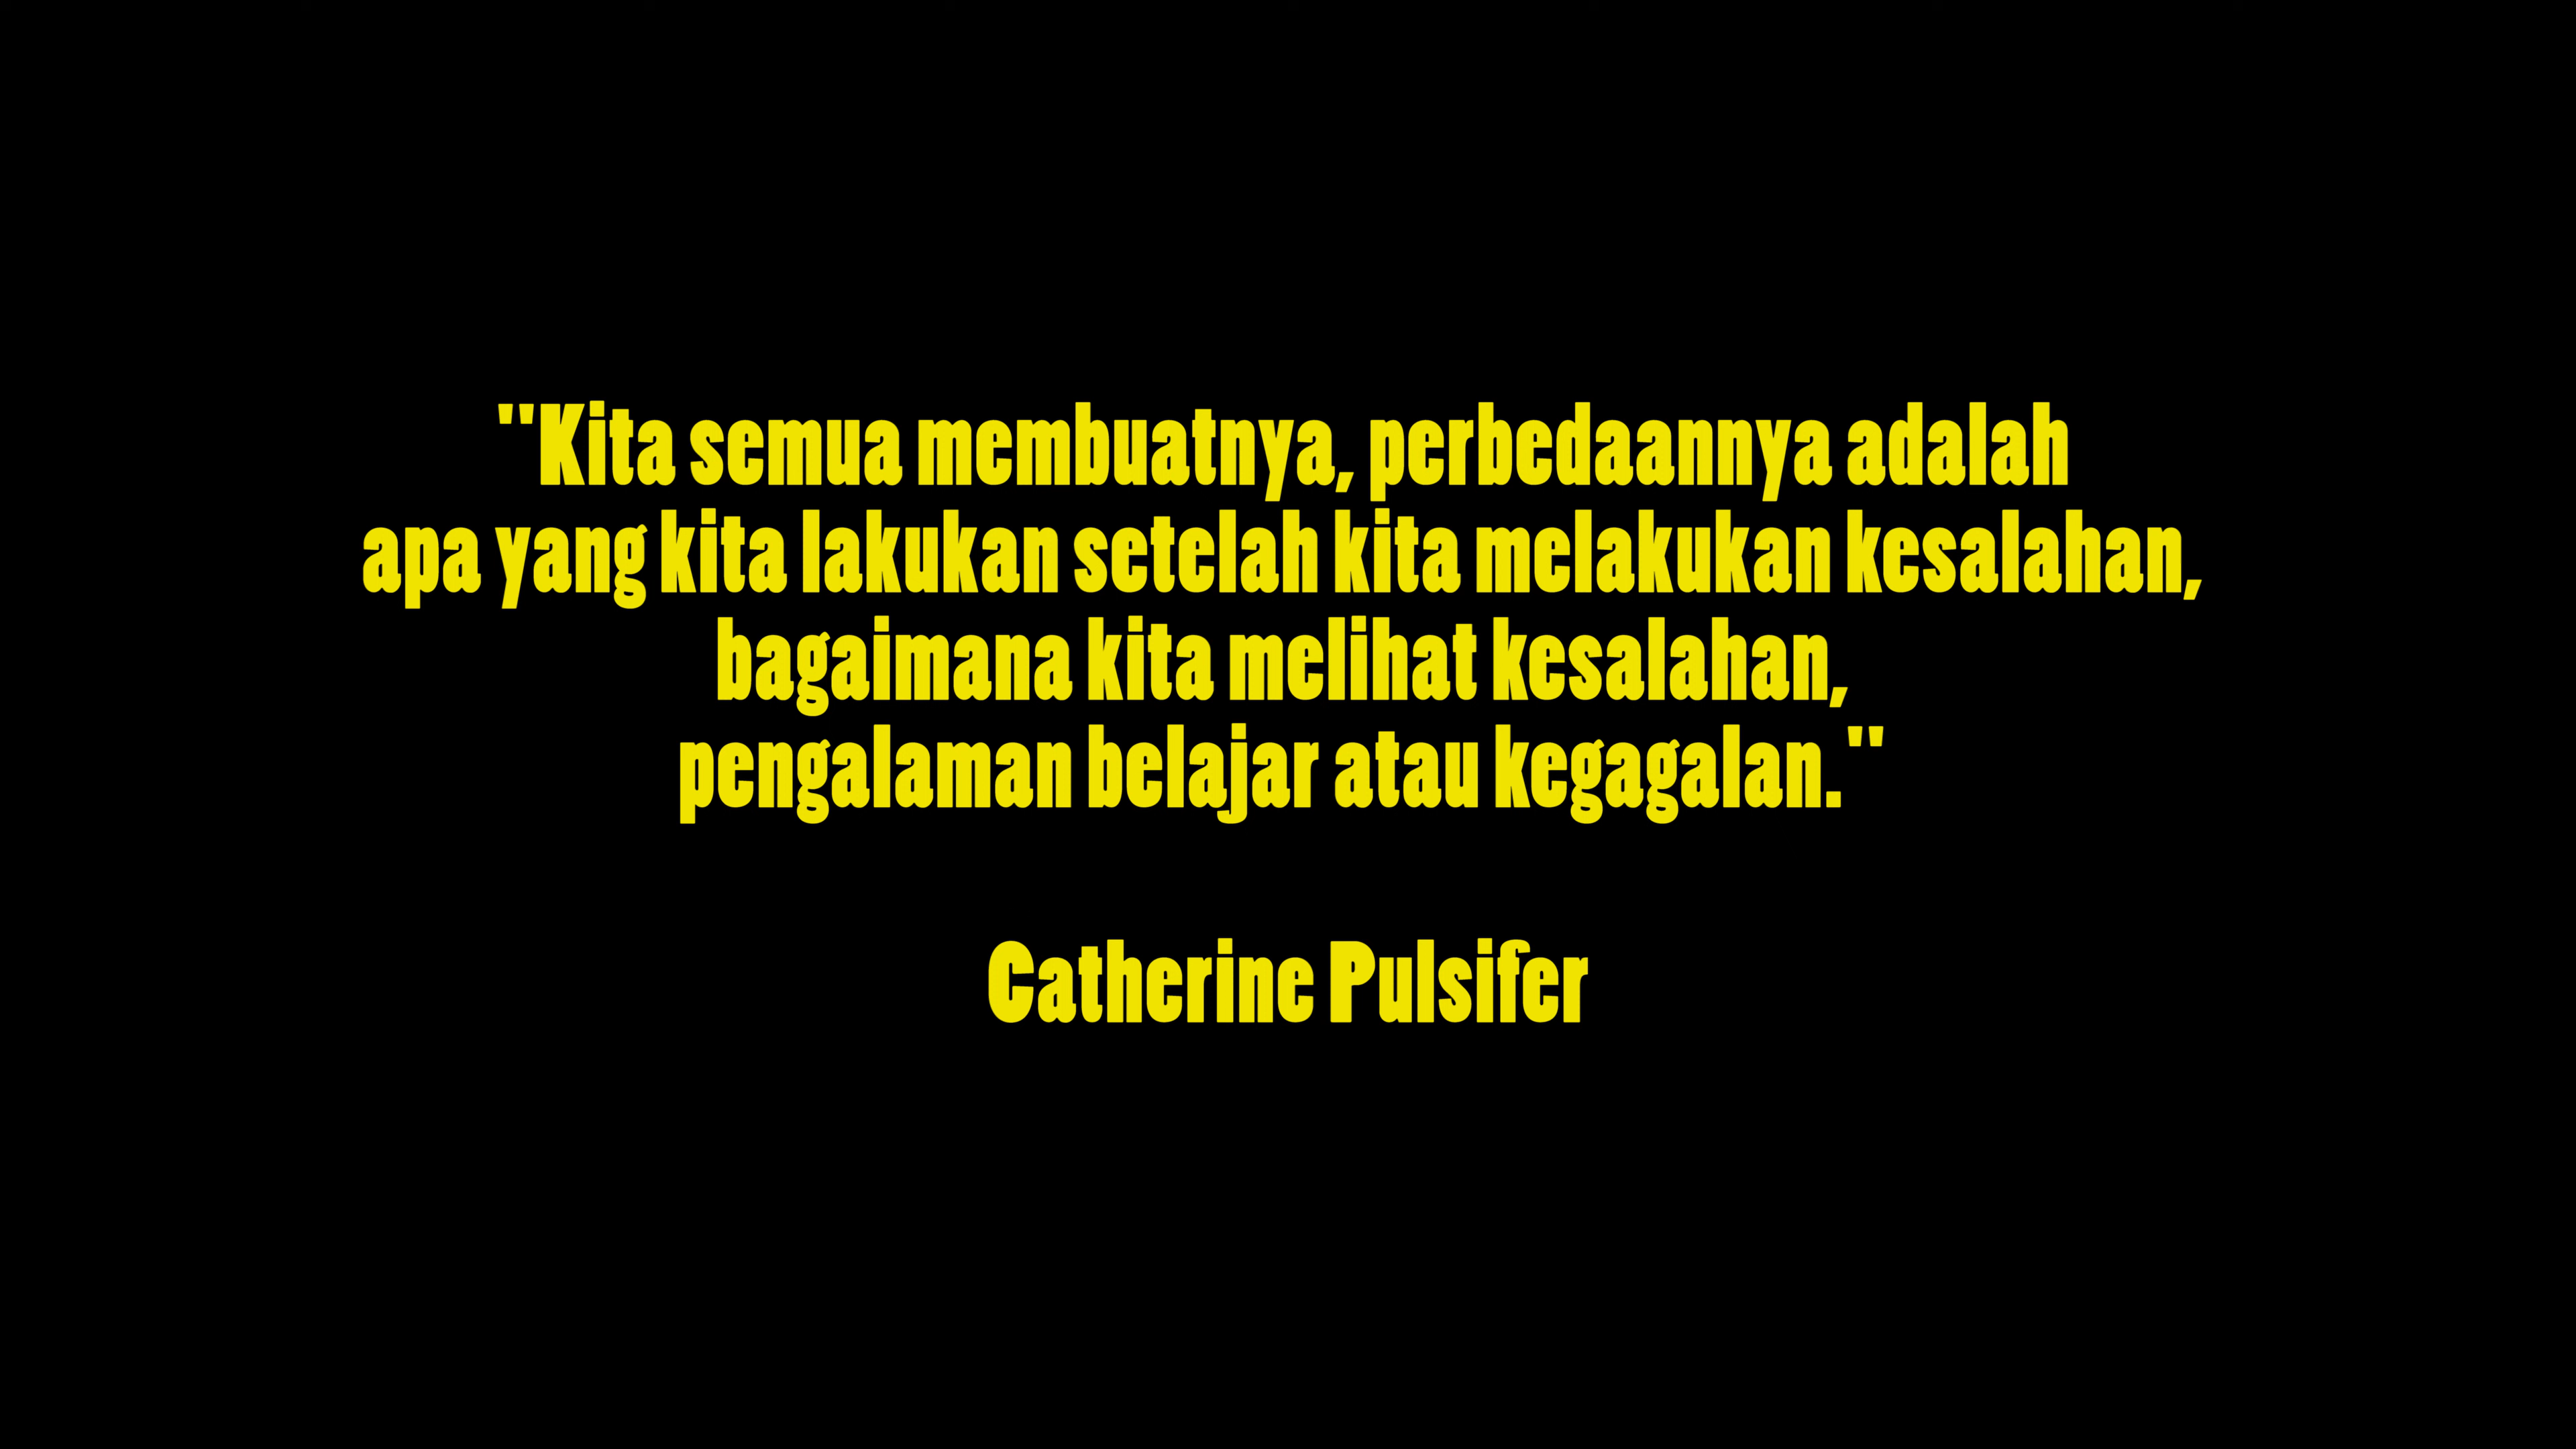 "Kita semua membuatnya, perbedaannya adalah
apa yang kita lakukan setelah kita melakukan kesalahan,
bagaimana kita melihat kesalahan,
pengalaman belajar atau kegagalan."
Catherine Pulsifer